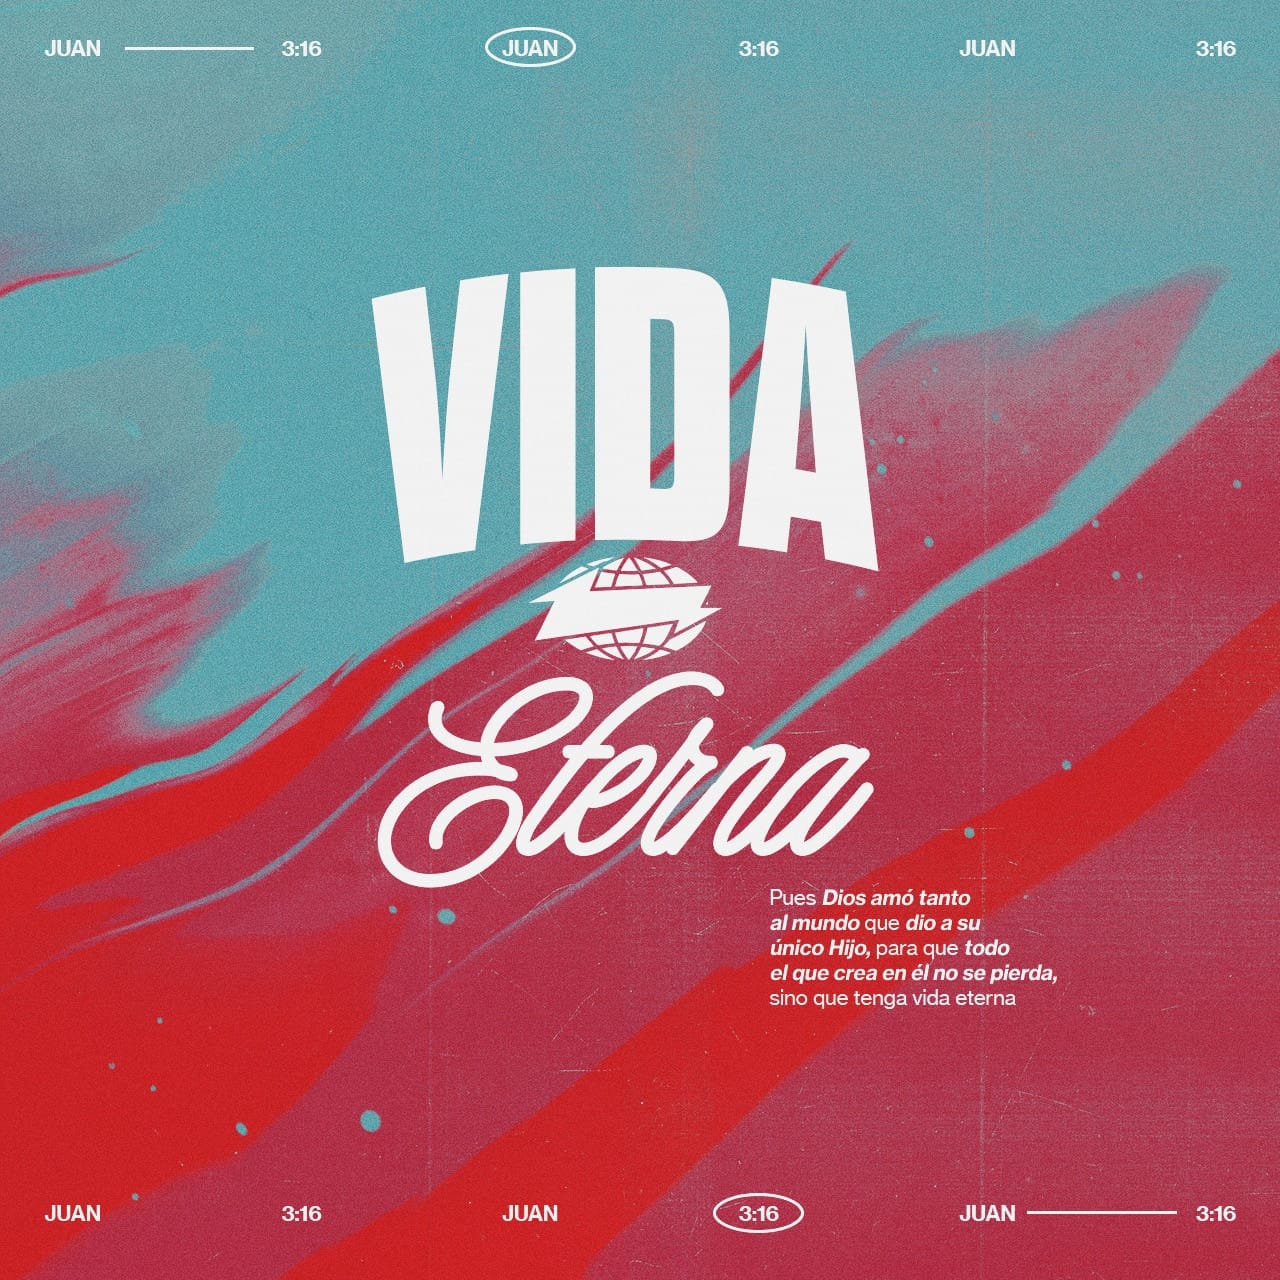 JUAN 3:16 JUAN 3:16 JUAN 3:16
VIDA
Eterna
Pues Dios amó tanto
al mundo que dio a su
único Hijo, para que todo
el que crea en él no se pierda,
sino que tenga vida eterna
JUAN 3:16 JUAN 3:16 JUAN 3:16